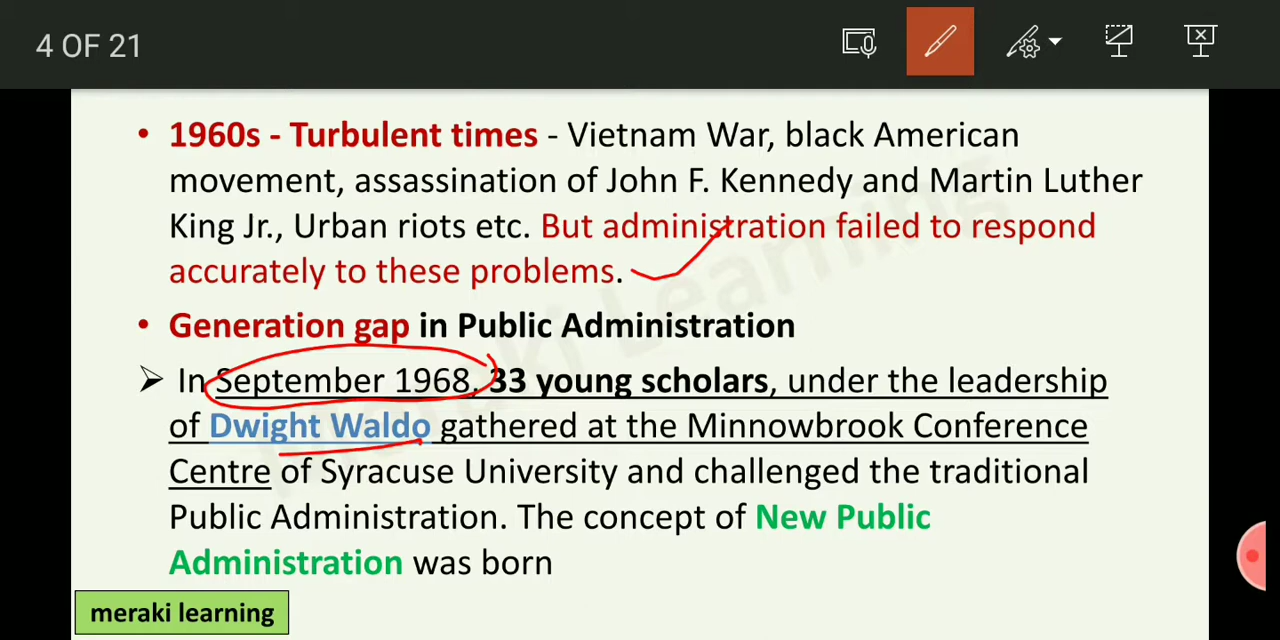 4 OF 21
• 1960s - Turbulent times - Vietnam War, black American
movement, assassination of John F. Kennedy and Martin Luther
King Jr., Urban riots etc. But administration failed to respond
accurately to these problems.
• Generation gap in Public Administration
➢ In September 1968, 33 young scholars, under the leadership
of Dwight Waldo gathered at the Minnowbrook Conference
Centre of Syracuse University and challenged the traditional
Public Administration. The concept of New Public
Administration was born
meraki learning
Meraki Learning